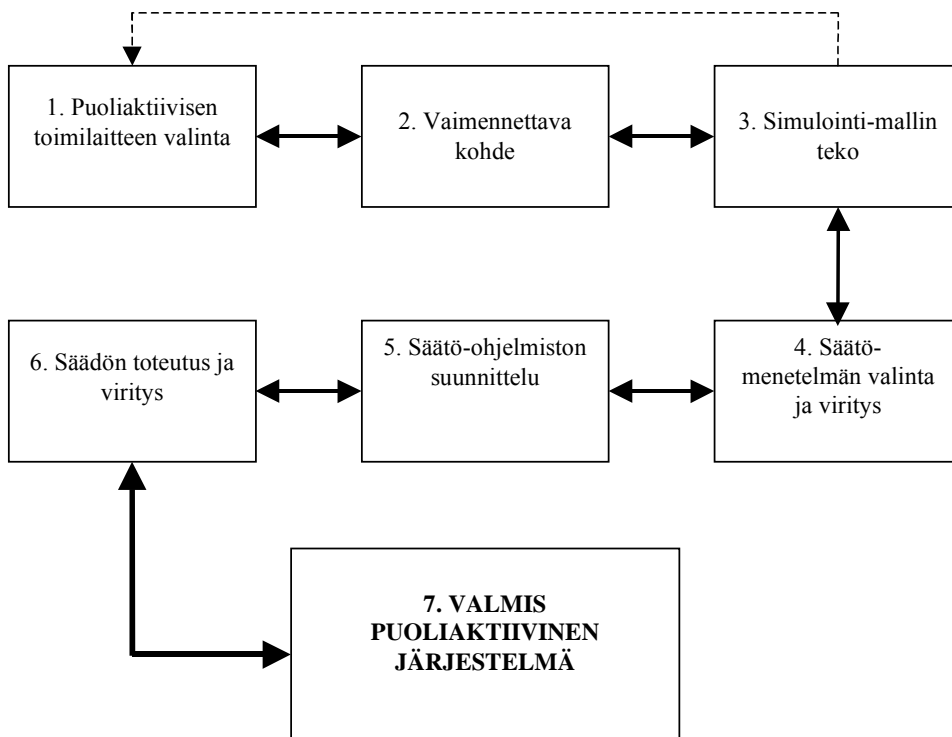 1. Puoliaktiivisen
toimilaitteen valinta
2. Vaimennettava
kohde
3. Simulointi-mallin
teko
6. Säädön toteutus ja
viritys
5. Säätö-ohjelmiston
suunnittelu
4. Säätö-
menetelmän valinta
ja viritys
7. VALMIS
PUOLIAKTIIVINEN
JÄRJESTELMÄ